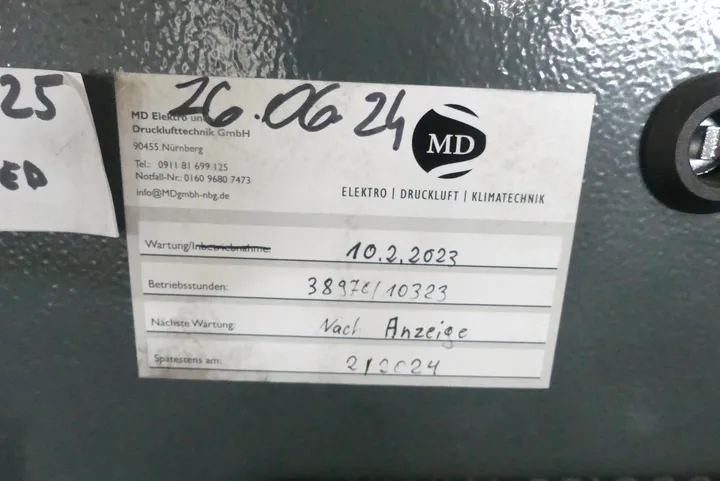 25
ED
26.06.24
MD Elektro un
Drucklufttechnik GmbH
90455 Nürnberg
Tel.: 0911 81 699 125
Notfall-Nr.: 0160 9680 7473
info@MDgmbh-nbg.de
MD
ELEKTRO | DRUCKLUFT | KLIMATECHNIK
Wartung/Inbetriebnahme: 10.2.2023
Betriebsstunden: /10323
Nächste Wartung: Nach Anzeige
Spätestens am: 2/2024